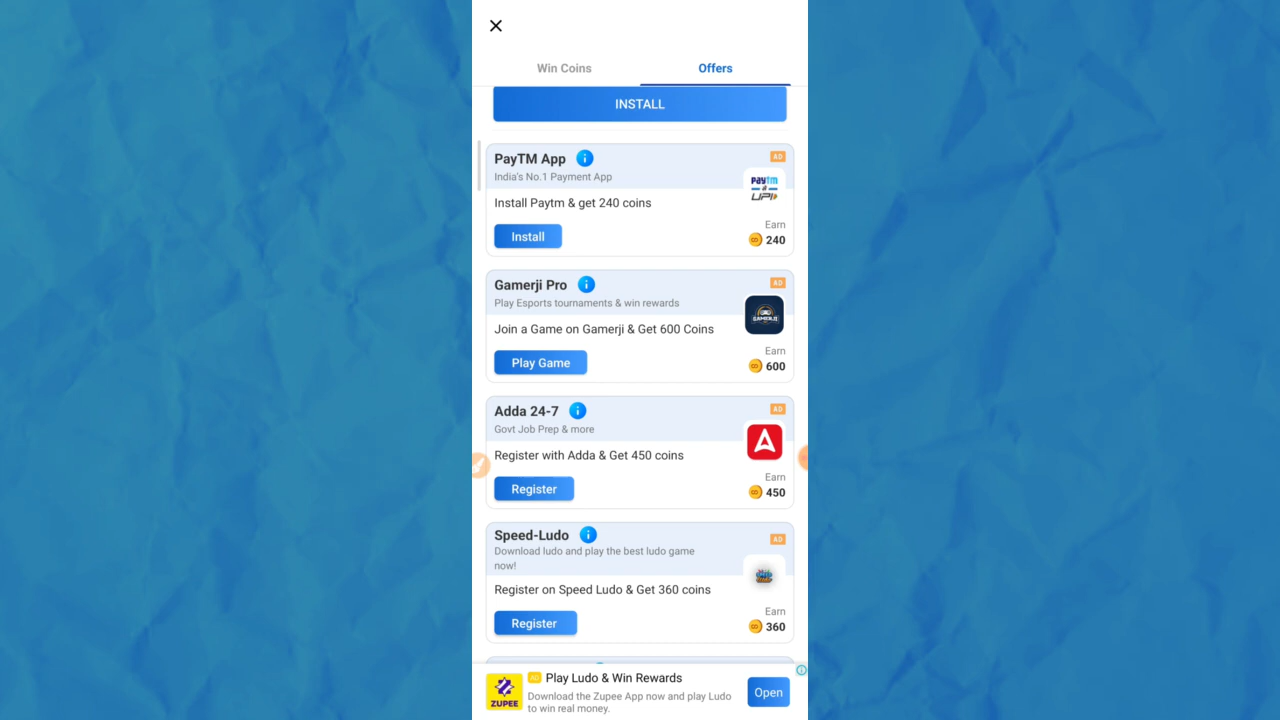 Win Coins
Offers
INSTALL
PayTM App
AD
India's No.1 Payment App
Paytm
UPI
Install Paytm & get 240 coins
Earn
Install
240
Gamerji Pro
AD
Play Esports tournaments & win rewards
GAMERJI
Join a Game on Gamerji & Get 600 Coins
Earn
Play Game
600
Adda 24-7
AD
Govt Job Prep & more
Register with Adda & Get 450 coins
Earn
Register
450
Speed-Ludo
AD
Download ludo and play the best ludo game
now!
Register on Speed Ludo & Get 360 coins
Earn
Register
360
ZUPEE
AD Play Ludo & Win Rewards
Download the Zupee App now and play Ludo
to win real money.
Open